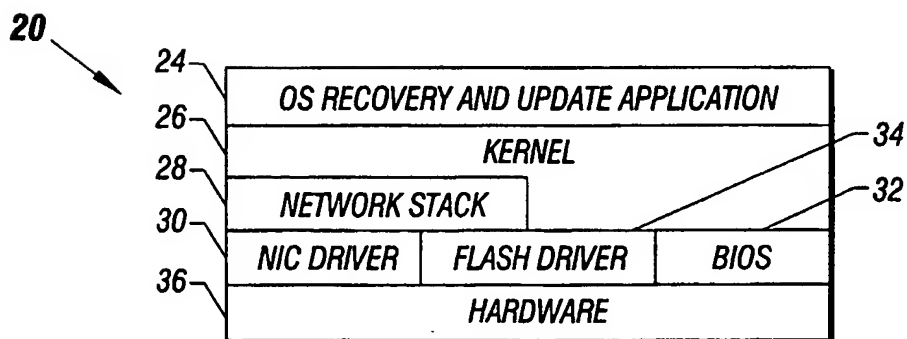 20
24
OS RECOVERY AND UPDATE APPLICATION
26
KERNEL
34
28
NETWORK STACK
32
30
NIC DRIVER
FLASH DRIVER
BIOS
36
HARDWARE